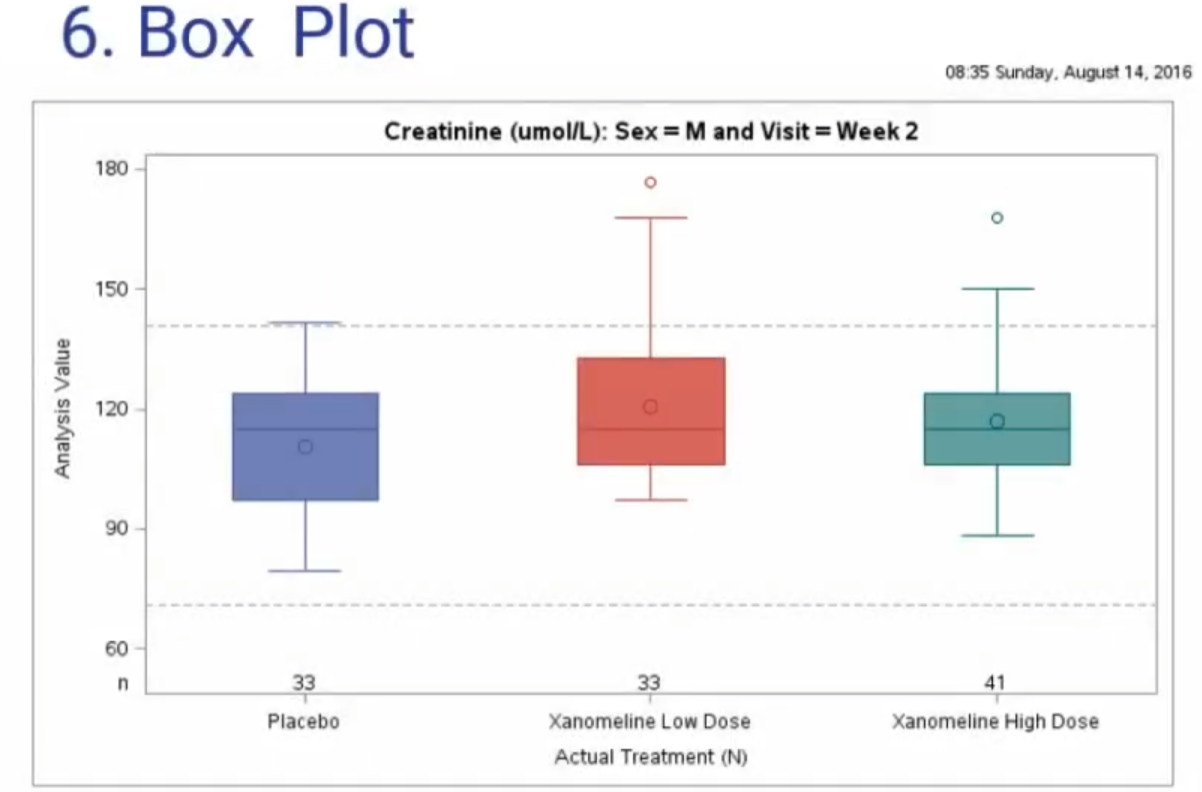 6. Box Plot
08:35 Sunday, August 14, 2016
Creatinine (umol/L): Sex = M and Visit = Week 2
180
150
120
90
60
Analysis Value
n 33 33 41
Placebo Xanomeline Low Dose Xanomeline High Dose
Actual Treatment (N)